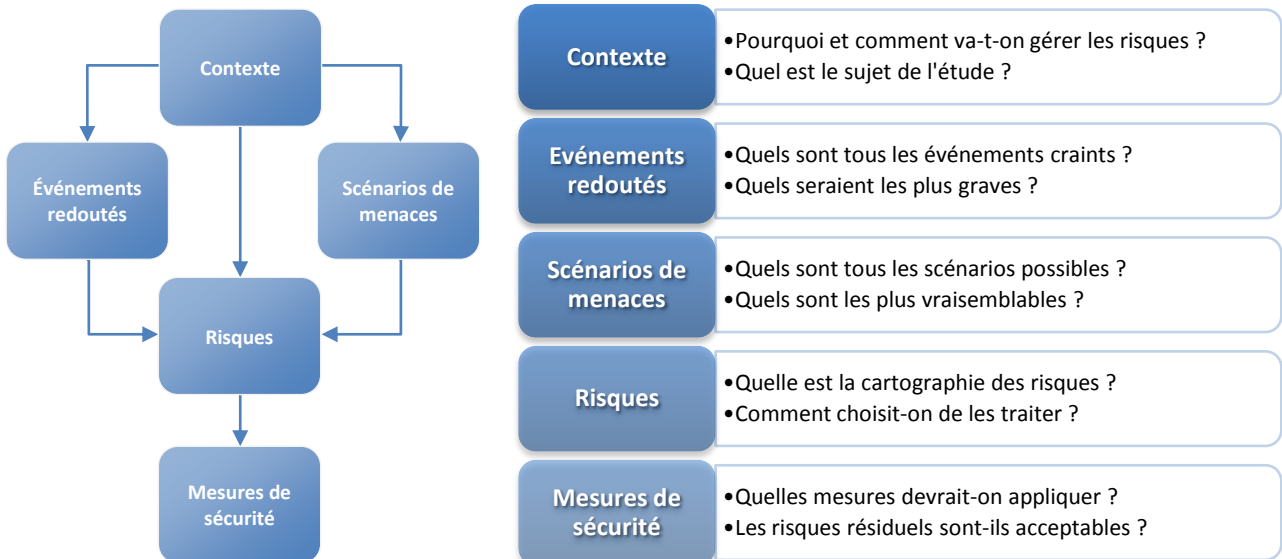 Contexte
Événements
redoutés
Scénarios de
menaces
Risques
Mesures de
sécurité
Contexte
•Pourquoi et comment va-t-on gérer les risques ?
•Quel est le sujet de l'étude ?
Evénements
redoutés
•Quels sont tous les événements craints ?
•Quels seraient les plus graves ?
Scénarios de
menaces
•Quels sont tous les scénarios possibles ?
•Quels sont les plus vraisemblables ?
Risques
•Quelle est la cartographie des risques ?
•Comment choisit-on de les traiter ?
Mesures de
sécurité
•Quelles mesures devrait-on appliquer ?
•Les risques résiduels sont-ils acceptables ?